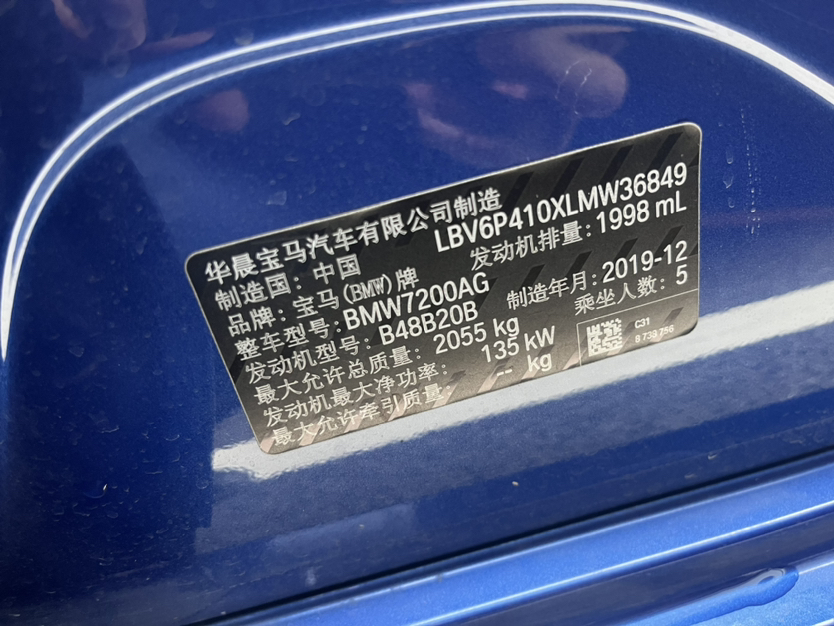 华晨宝马汽车有限公司制造
LBV6P410XLMW36849
制造国：中国
发动机排量：1998 mL
品牌：宝马(BMW)牌
整车型号：BMW7200AG
制造年月：2019-12
发动机型号：B48B20B
乘坐人数：5
最大允许总质量：2055 kg
发动机最大净功率：135 kW
最大允许牵引质量：-- kg
C31
9 739 756